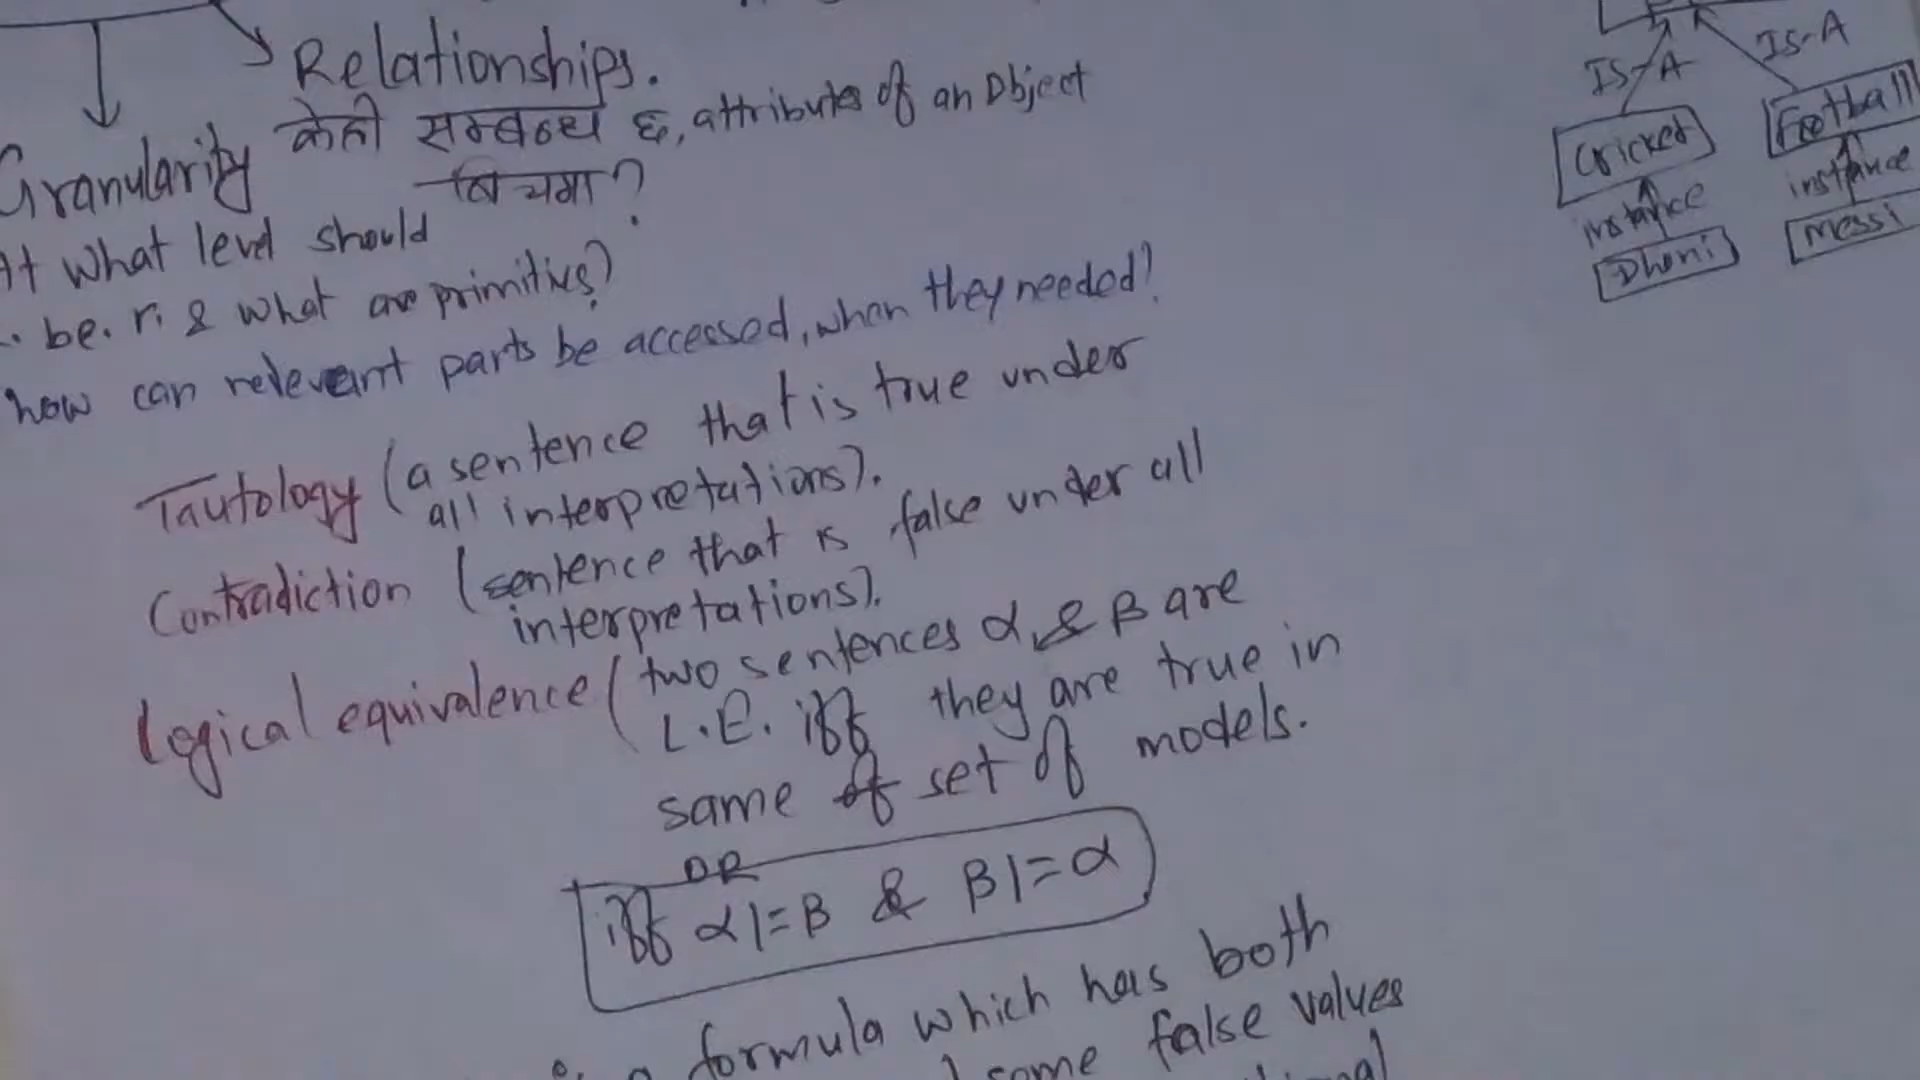 Relationships.
Granularity
केहो सम्बन्ध छ, attributes of an Object
बिचमा?
At what level should
be. r. & what are primitives?
how can relevant parts be accessed, when they needed?
Tautology (a sentence that is true under
all interpretations).
Contradiction (sentence that is false under all
interpretations).
Logical equivalence (two sentences α & β are
L.E. iff they are true in
same of set of models.
OR
iff α|=β & β|=α
formula which has both
some false values
IS-A
IS-A
Cricket
Football
instance
instance
Dhoni
Messi